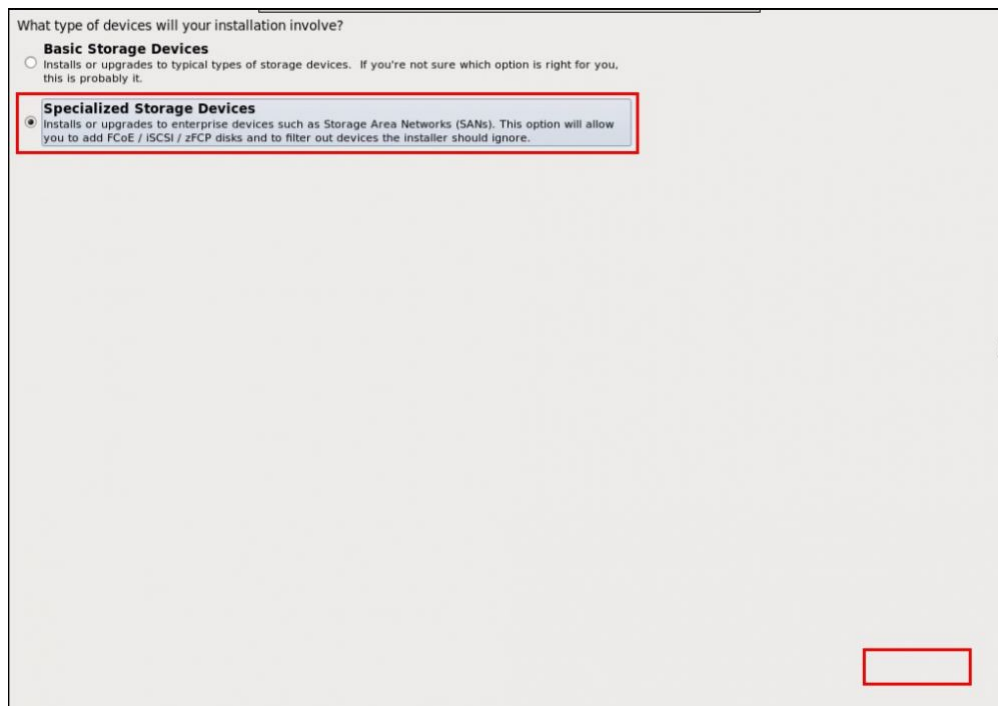 What type of devices will your installation involve?
Basic Storage Devices
Installs or upgrades to typical types of storage devices.  If you're not sure which option is right for you,
this is probably it.
Specialized Storage Devices
Installs or upgrades to enterprise devices such as Storage Area Networks (SANs). This option will allow
you to add FCoE / iSCSI / zFCP disks and to filter out devices the installer should ignore.